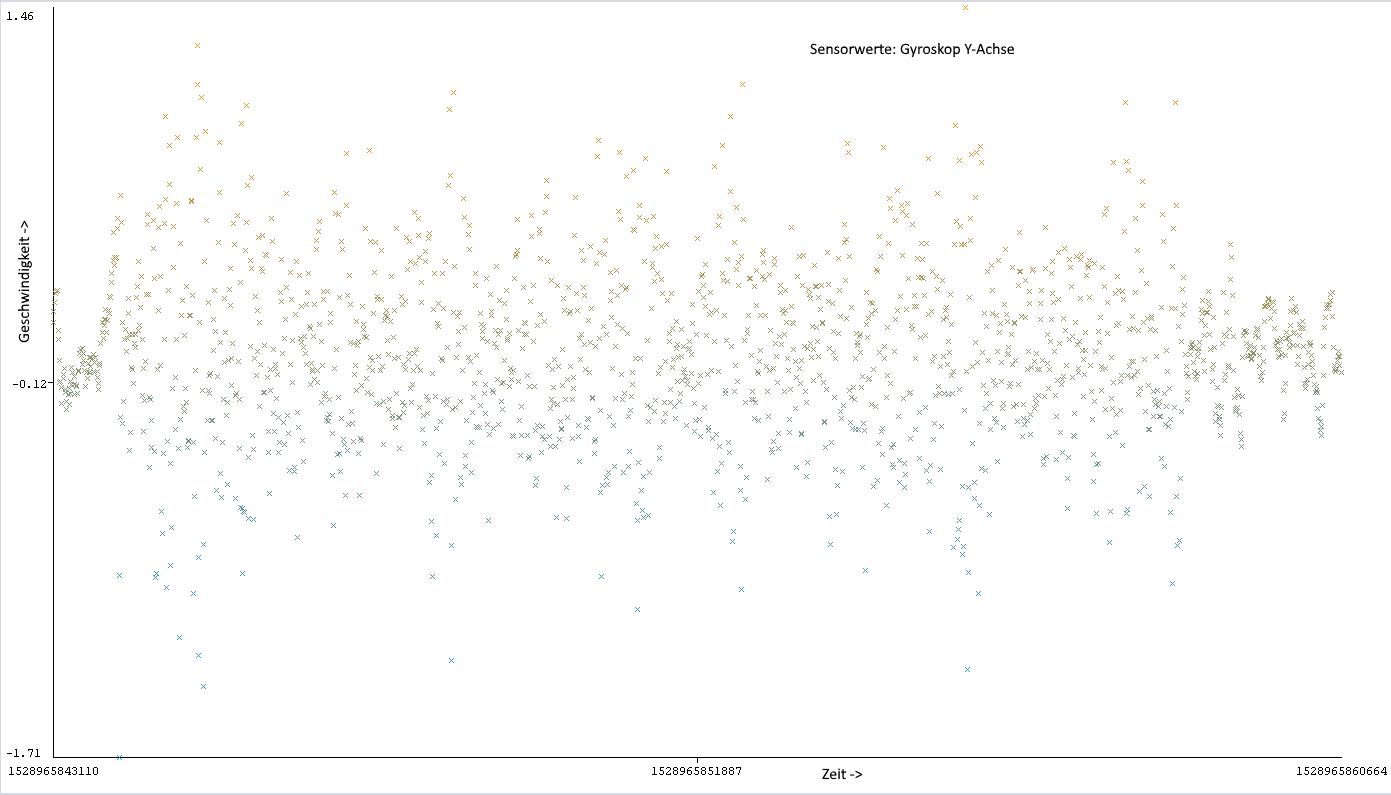 1.46
Sensorwerte: Gyroskop Y-Achse
Geschwindigkeit ->
-0.12
-1.71
1528965843110
1528965851887
Zeit ->
1528965860664